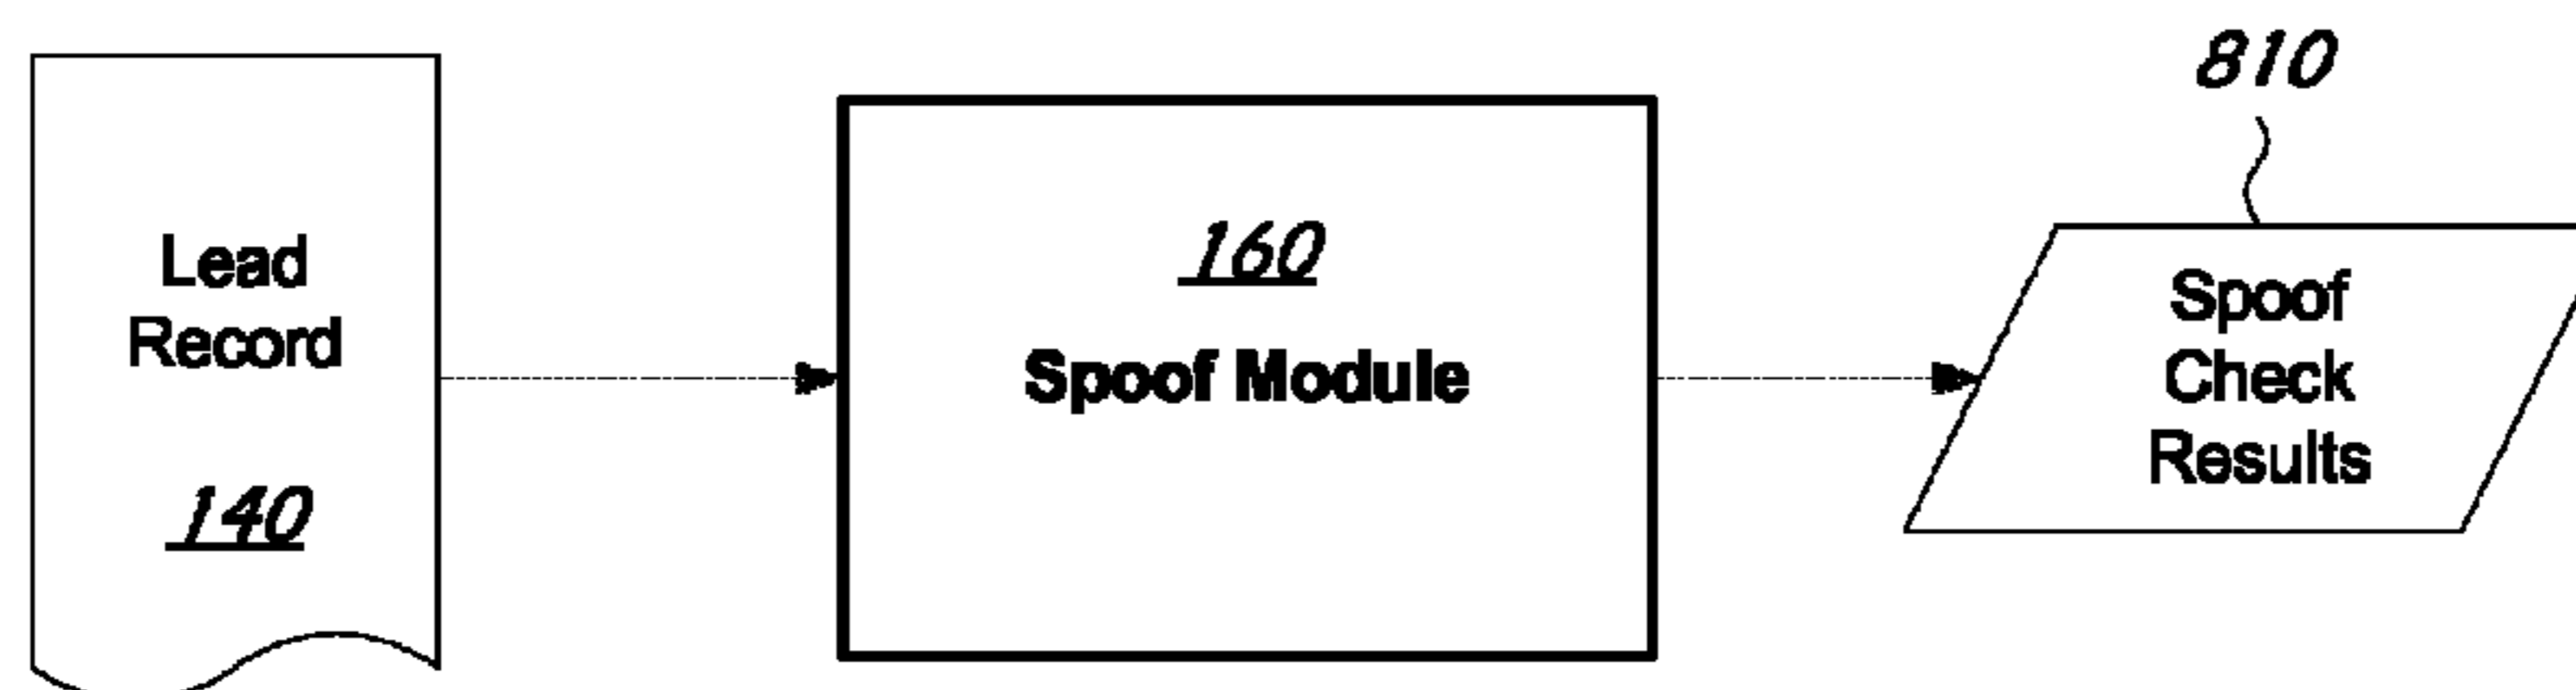 Lead
Record
140
160
Spoof Module
810
Spoof
Check
Results